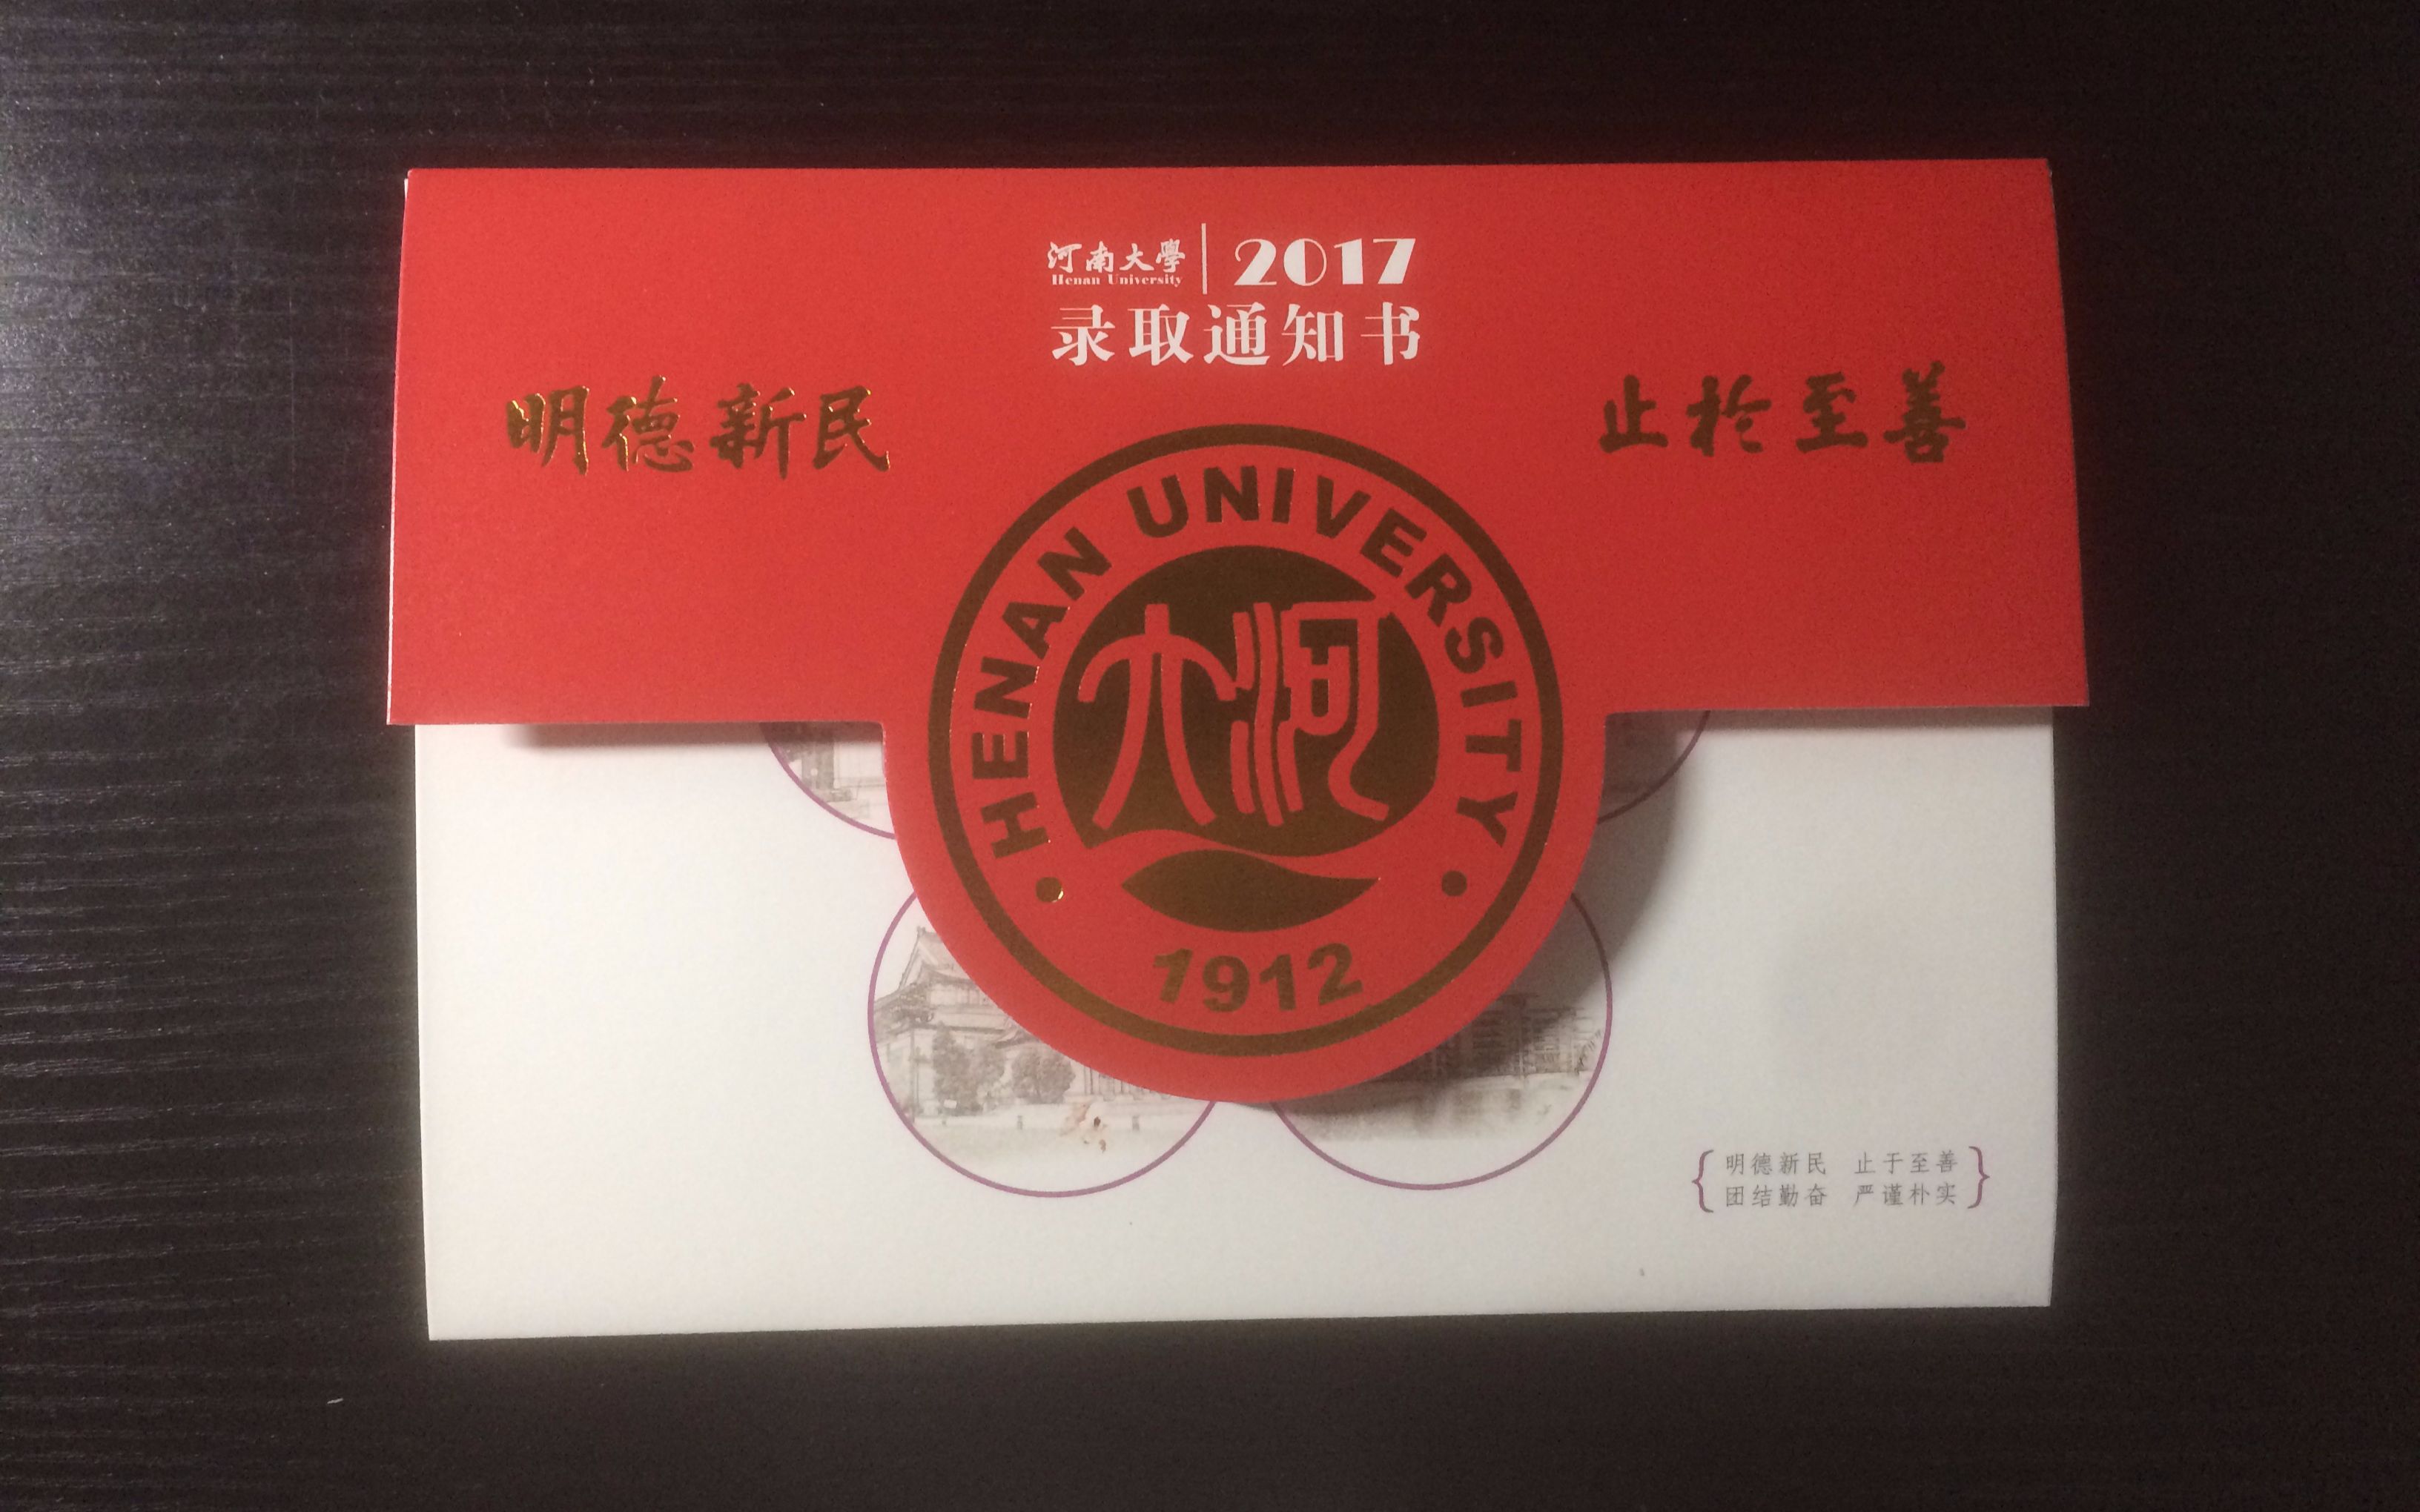 河南大學 2017
Henan University
录取通知书
明德新民 止於至善
HENAN UNIVERSITY
大河
1912
明德新民 止于至善
团结勤奋 严谨朴实